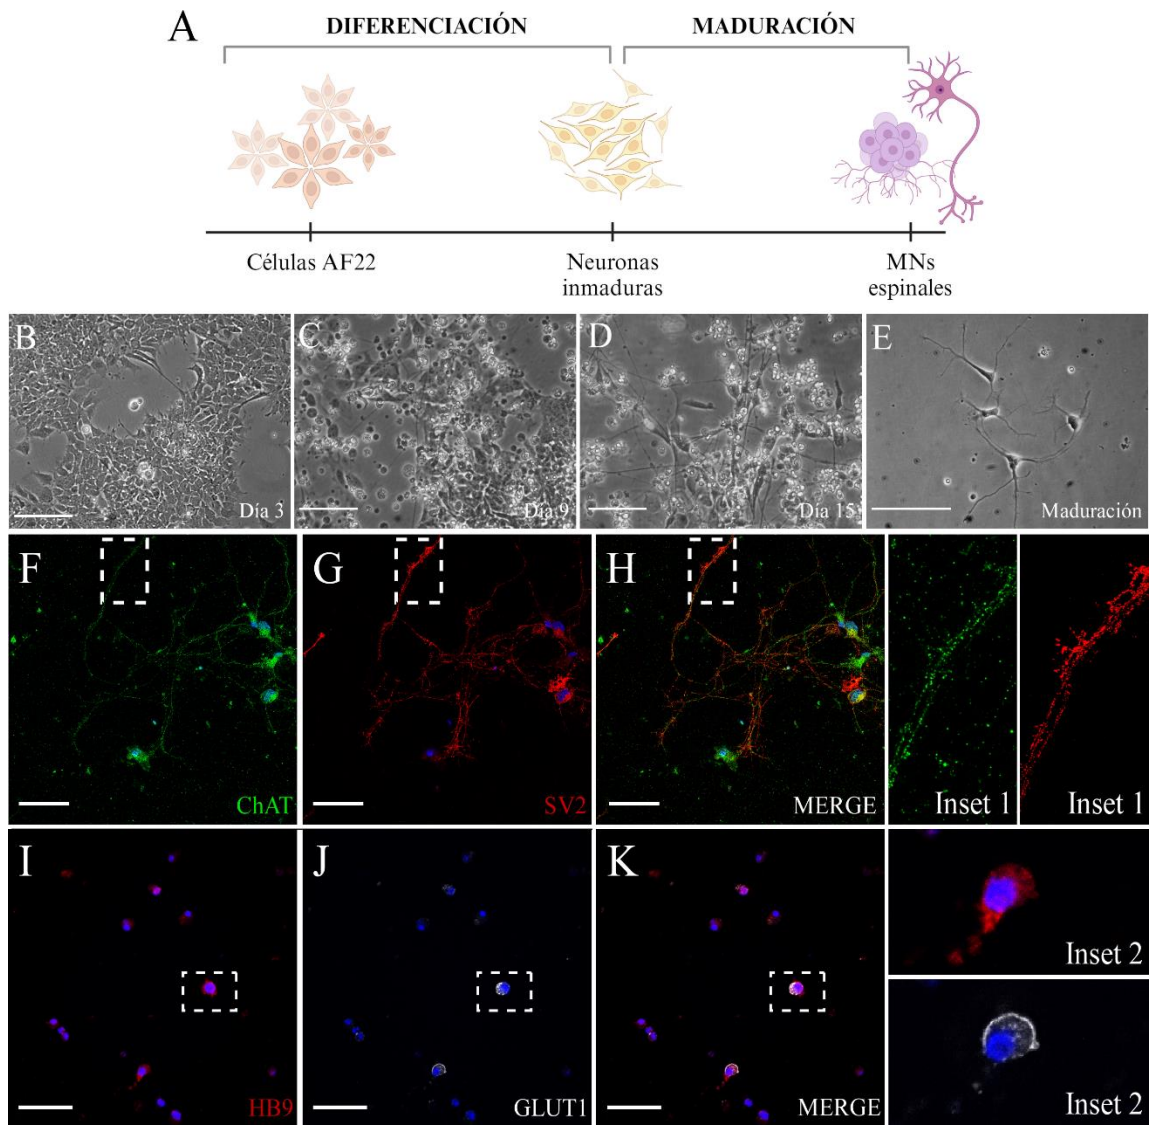 A
DIFERENCIACIÓN
MADURACIÓN
Células AF22
Neuronas
inmaduras
MNs
espinales
B
Día 3
C
Día 9
D
Día 15
E
Maduración
F
ChAT
G
SV2
H
MERGE
Inset 1
Inset 1
I
HB9
J
GLUT1
K
MERGE
Inset 2
Inset 2